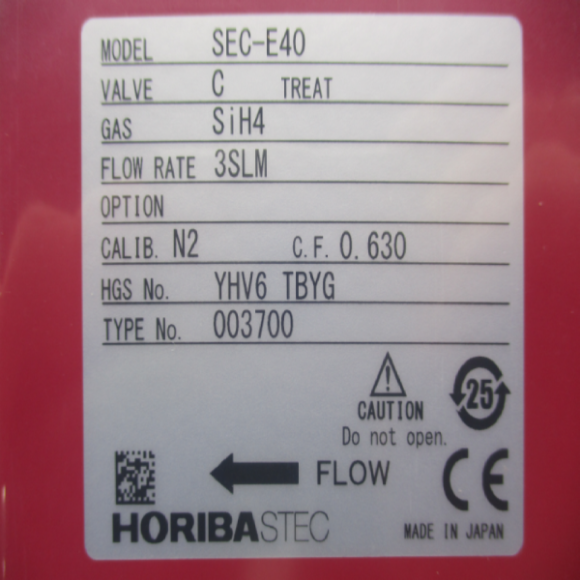 MODEL SEC-E40
VALVE C TREAT
GAS SiH4
FLOW RATE 3SLM
OPTION
CALIB. N2 C.F. 0.630
HGS No. YHV6 TBYG
TYPE No. 003700
CAUTION
Do not open.
25
FLOW
CE
HORIBASTEC
MADE IN JAPAN